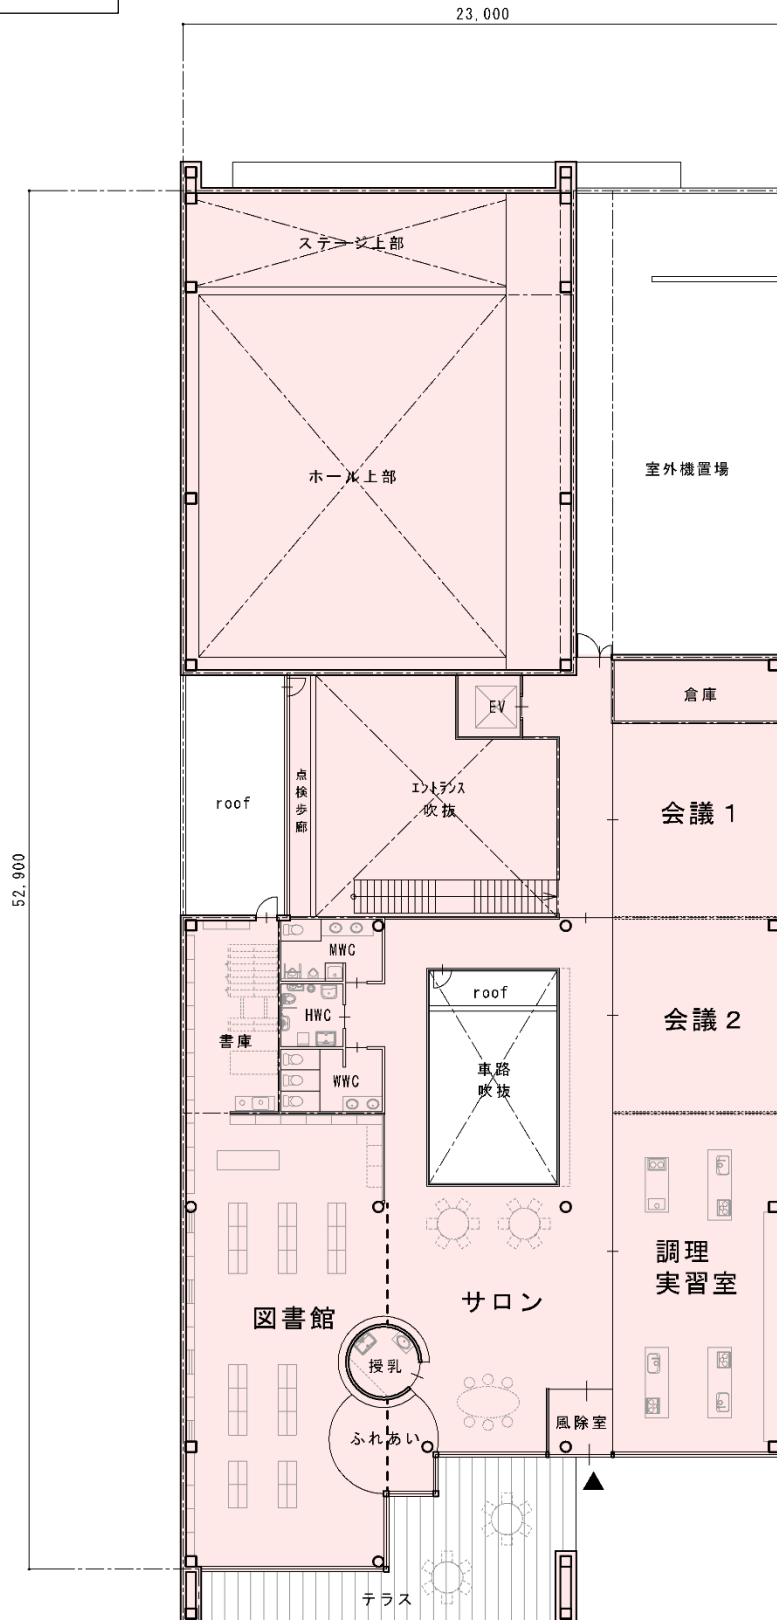 23,000
ステージ上部
ホール上部
室外機置場
倉庫
EV
点検歩廊
エントランス
吹抜
roof
会議１
52,900
MWC
roof
HWC
会議２
書庫
車路
吹抜
WWC
調理
実習室
サロン
図書館
授乳
風除室
ふれあい
テラス